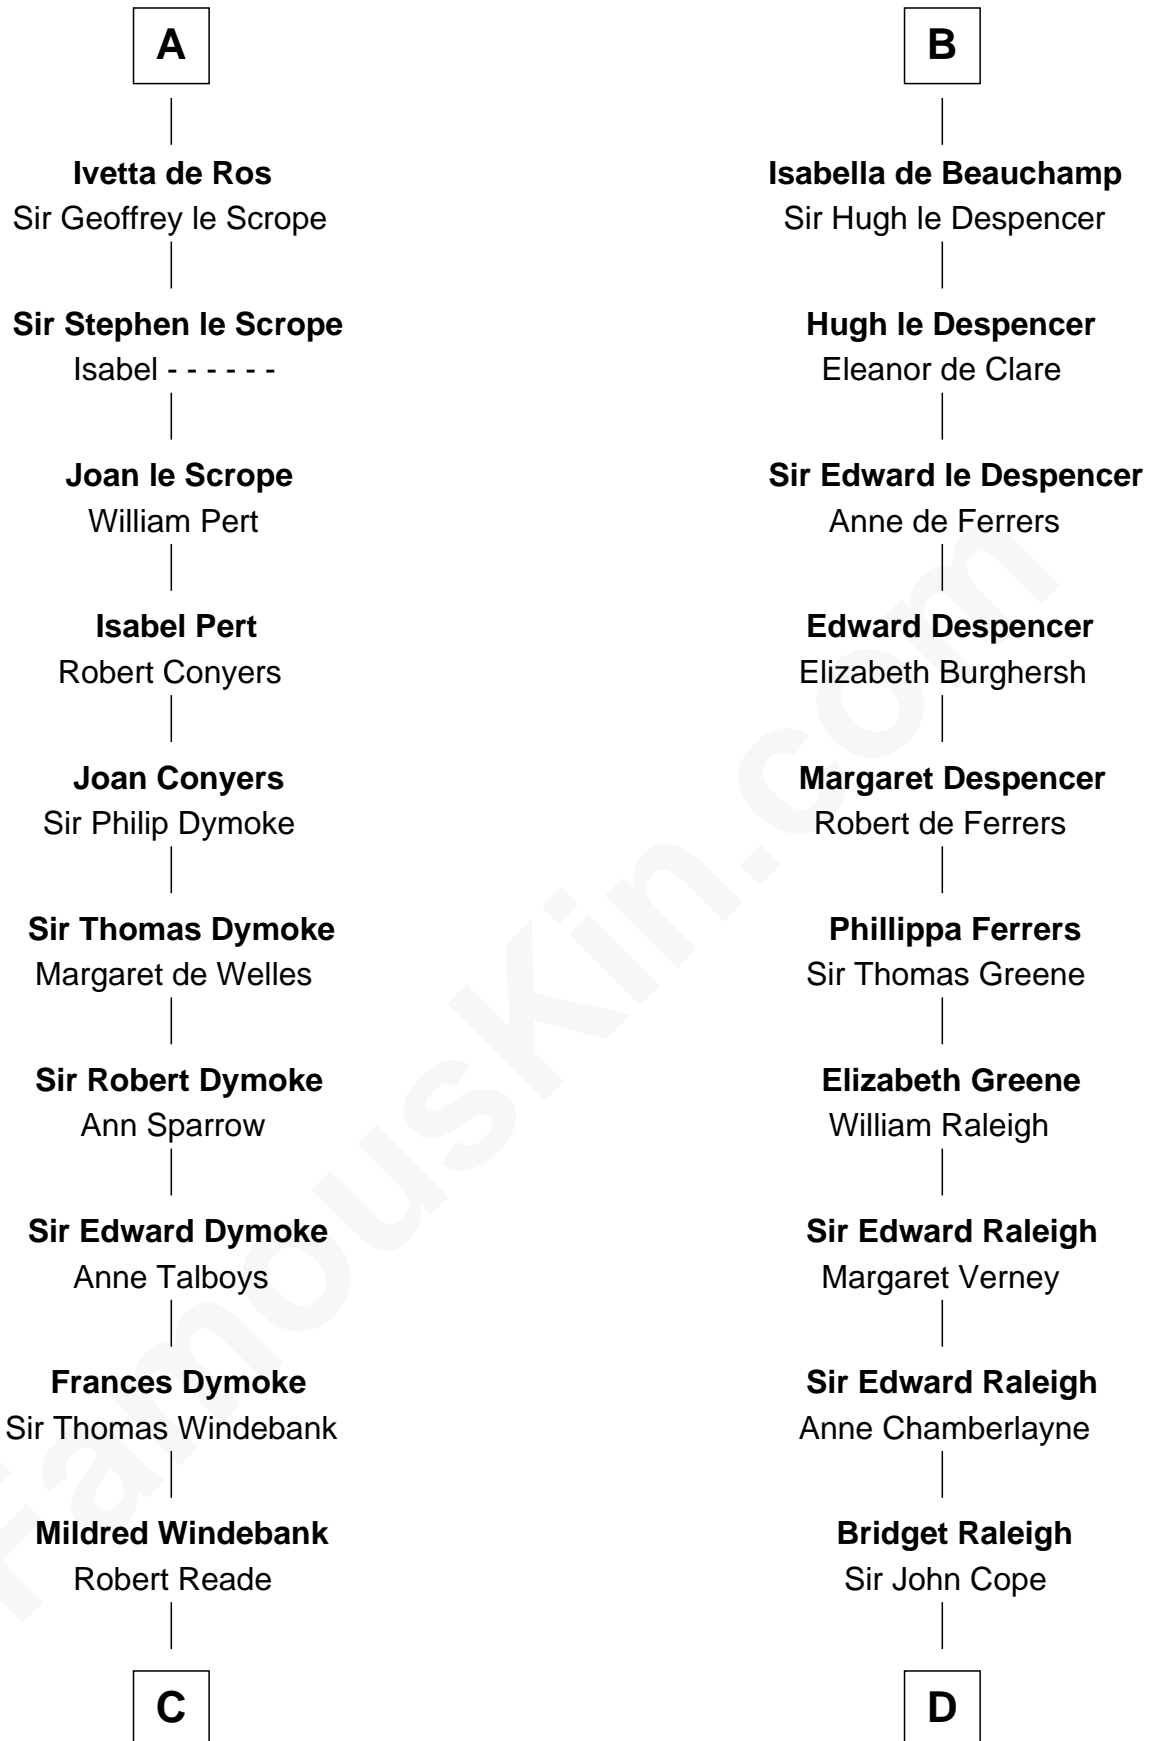 A
Ivetta de Ros
Sir Geoffrey le Scrope
Sir Stephen le Scrope
Isabel - - - - - -
Joan le Scrope
William Pert
Isabel Pert
Robert Conyers
Joan Conyers
Sir Philip Dymoke
Sir Thomas Dymoke
Margaret de Welles
Sir Robert Dymoke
Ann Sparrow
Sir Edward Dymoke
Anne Talboys
Frances Dymoke
Sir Thomas Windebank
Mildred Windebank
Robert Reade
C
B
Isabella de Beauchamp
Sir Hugh le Despencer
Hugh le Despencer
Eleanor de Clare
Sir Edward le Despencer
Anne de Ferrers
Edward Despencer
Elizabeth Burghersh
Margaret Despencer
Robert de Ferrers
Phillippa Ferrers
Sir Thomas Greene
Elizabeth Greene
William Raleigh
Sir Edward Raleigh
Margaret Verney
Sir Edward Raleigh
Anne Chamberlayne
Bridget Raleigh
Sir John Cope
D
FamousKin.com